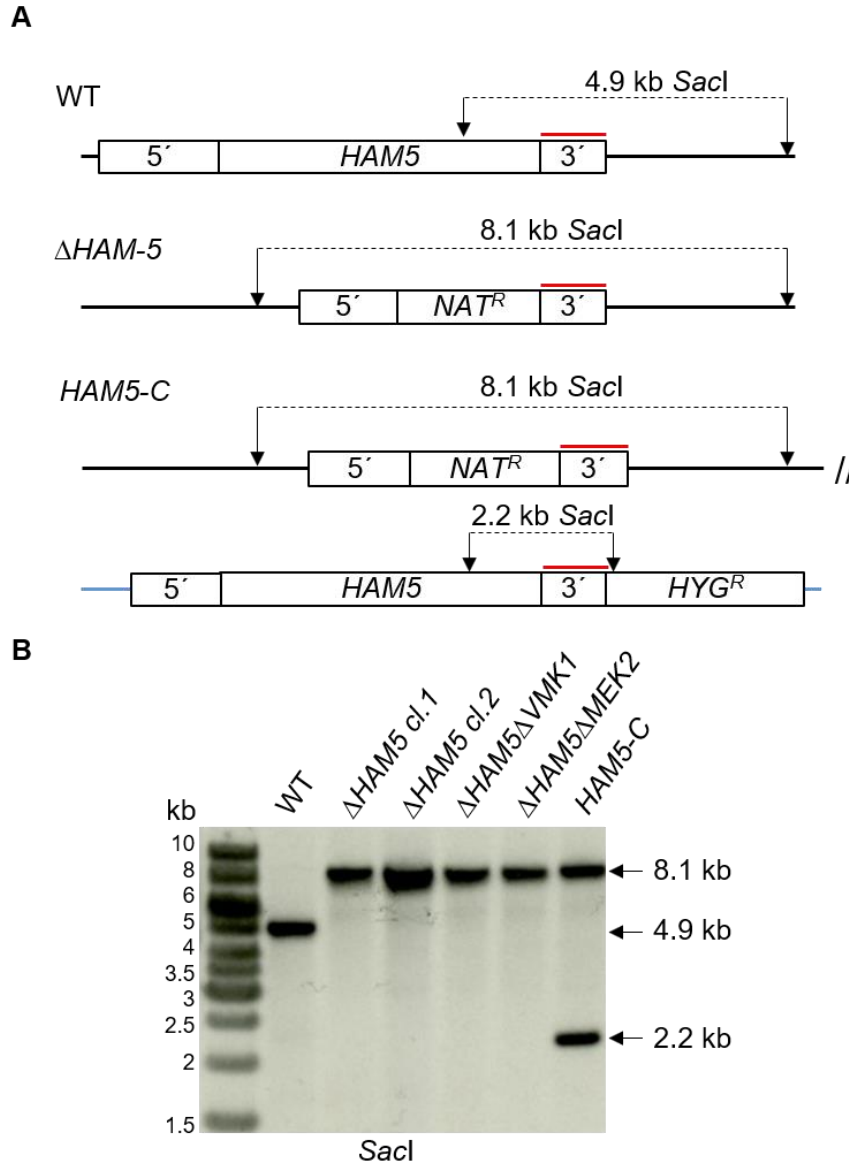 A
WT
4.9 kb SacI
5´ HAM5 3´
ΔHAM-5
8.1 kb SacI
5´ NATᴿ 3´
HAM5-C
8.1 kb SacI
5´ NATᴿ 3´
//
2.2 kb SacI
5´ HAM5 3´ HYGᴿ
B
kb
WT
ΔHAM5 cl.1
ΔHAM5 cl.2
ΔHAM5ΔVMK1
ΔHAM5ΔMEK2
HAM5-C
10
8
6
5
4
3.5
3
2.5
2
1.5
8.1 kb
4.9 kb
2.2 kb
SacI